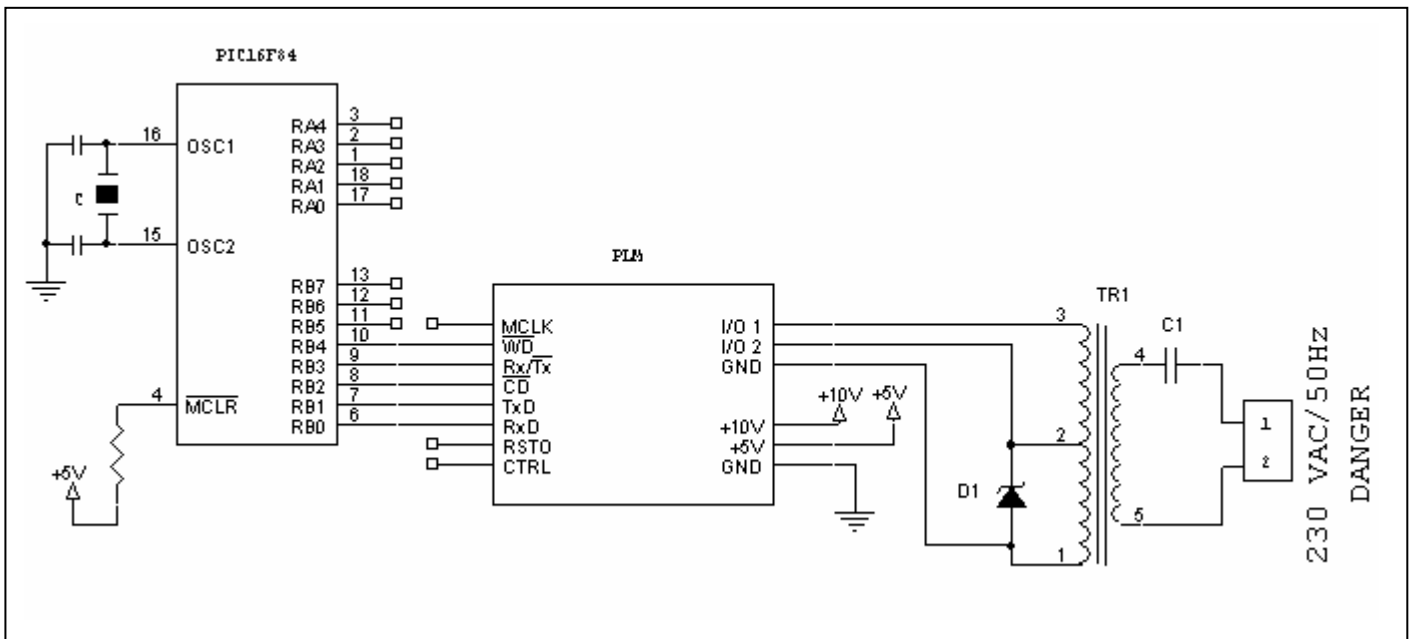 PIC16F84
3
RA4
2
RA3
1
RA2
18
RA1
17
RA0
16
OSC1
C
15
OSC2
13
RB7
12
RB6
11
RB5
10
RB4
9
RB3
8
RB2
7
RB1
6
RB0
4
MCLR
+5V
PLM
MCLK
WD
Rx/Tx
CD
TxD
RxD
RSTO
CTRL
I/O 1
I/O 2
GND
+10V
+5V
GND
+10V
+5V
D1
TR1
3
2
1
4
5
C1
1
2
230 VAC/50Hz
DANGER